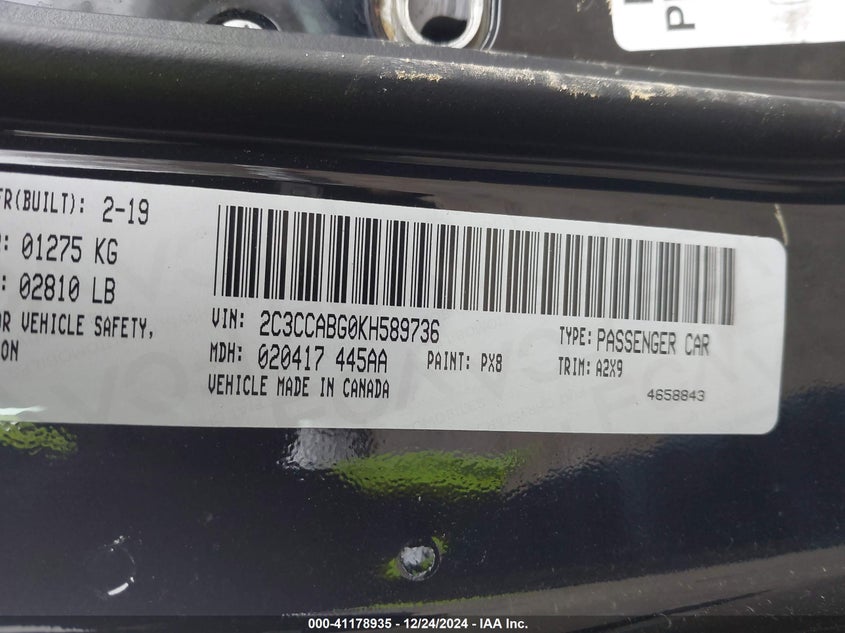 FR(BUILT): 2-19
: 01275 KG
: 02810 LB
OR VEHICLE SAFETY,
ON
VIN: 2C3CCABG0KH589736
TYPE: PASSENGER CAR
MDH: 020417 445AA PAINT: PX8 TRIM: A2X9
VEHICLE MADE IN CANADA
4658843
000-41178935 - 12/24/2024 - IAA Inc.